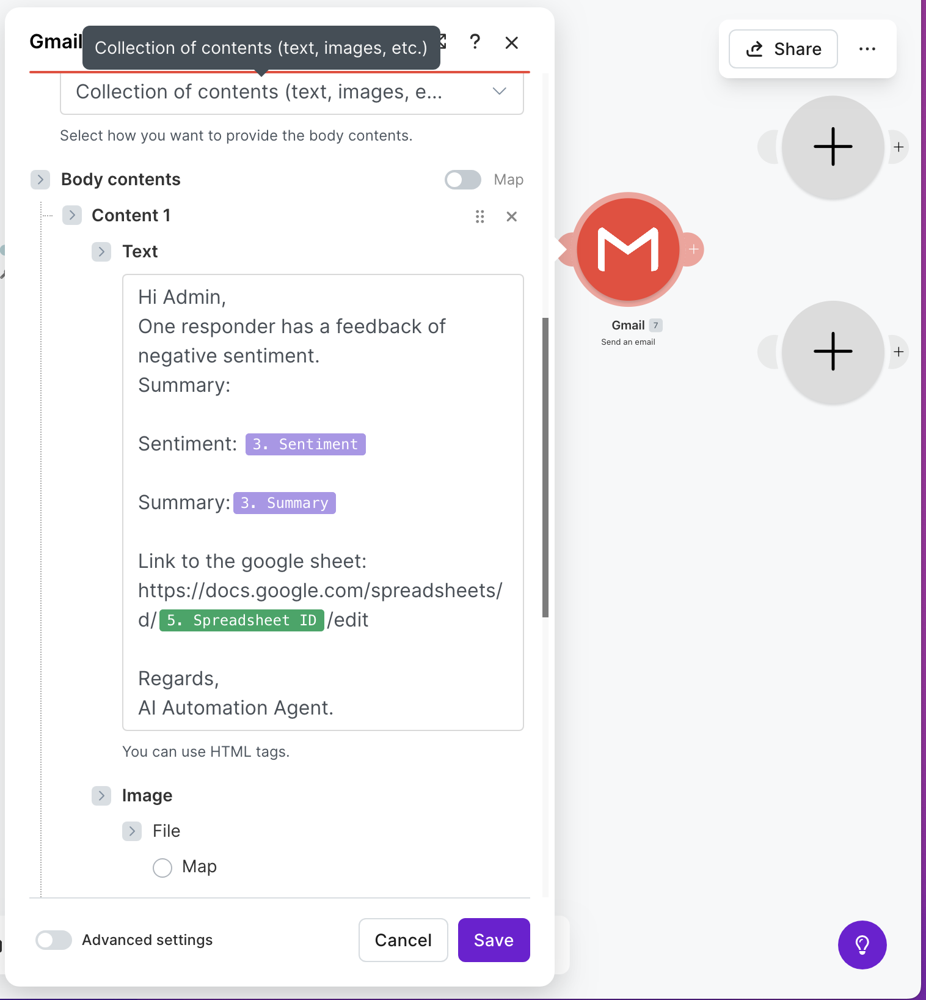 Gmail
Collection of contents (text, images, etc.)
?
Share
Collection of contents (text, images, e...
Select how you want to provide the body contents.
Body contents
Map
Content 1
Text
Hi Admin,
One responder has a feedback of
negative sentiment.
Summary:
Sentiment: 3. Sentiment
Summary: 3. Summary
Link to the google sheet:
https://docs.google.com/spreadsheets/
d/ 5. Spreadsheet ID /edit
Regards,
AI Automation Agent.
You can use HTML tags.
Image
File
Map
Advanced settings
Cancel
Save
Gmail 7
Send an email